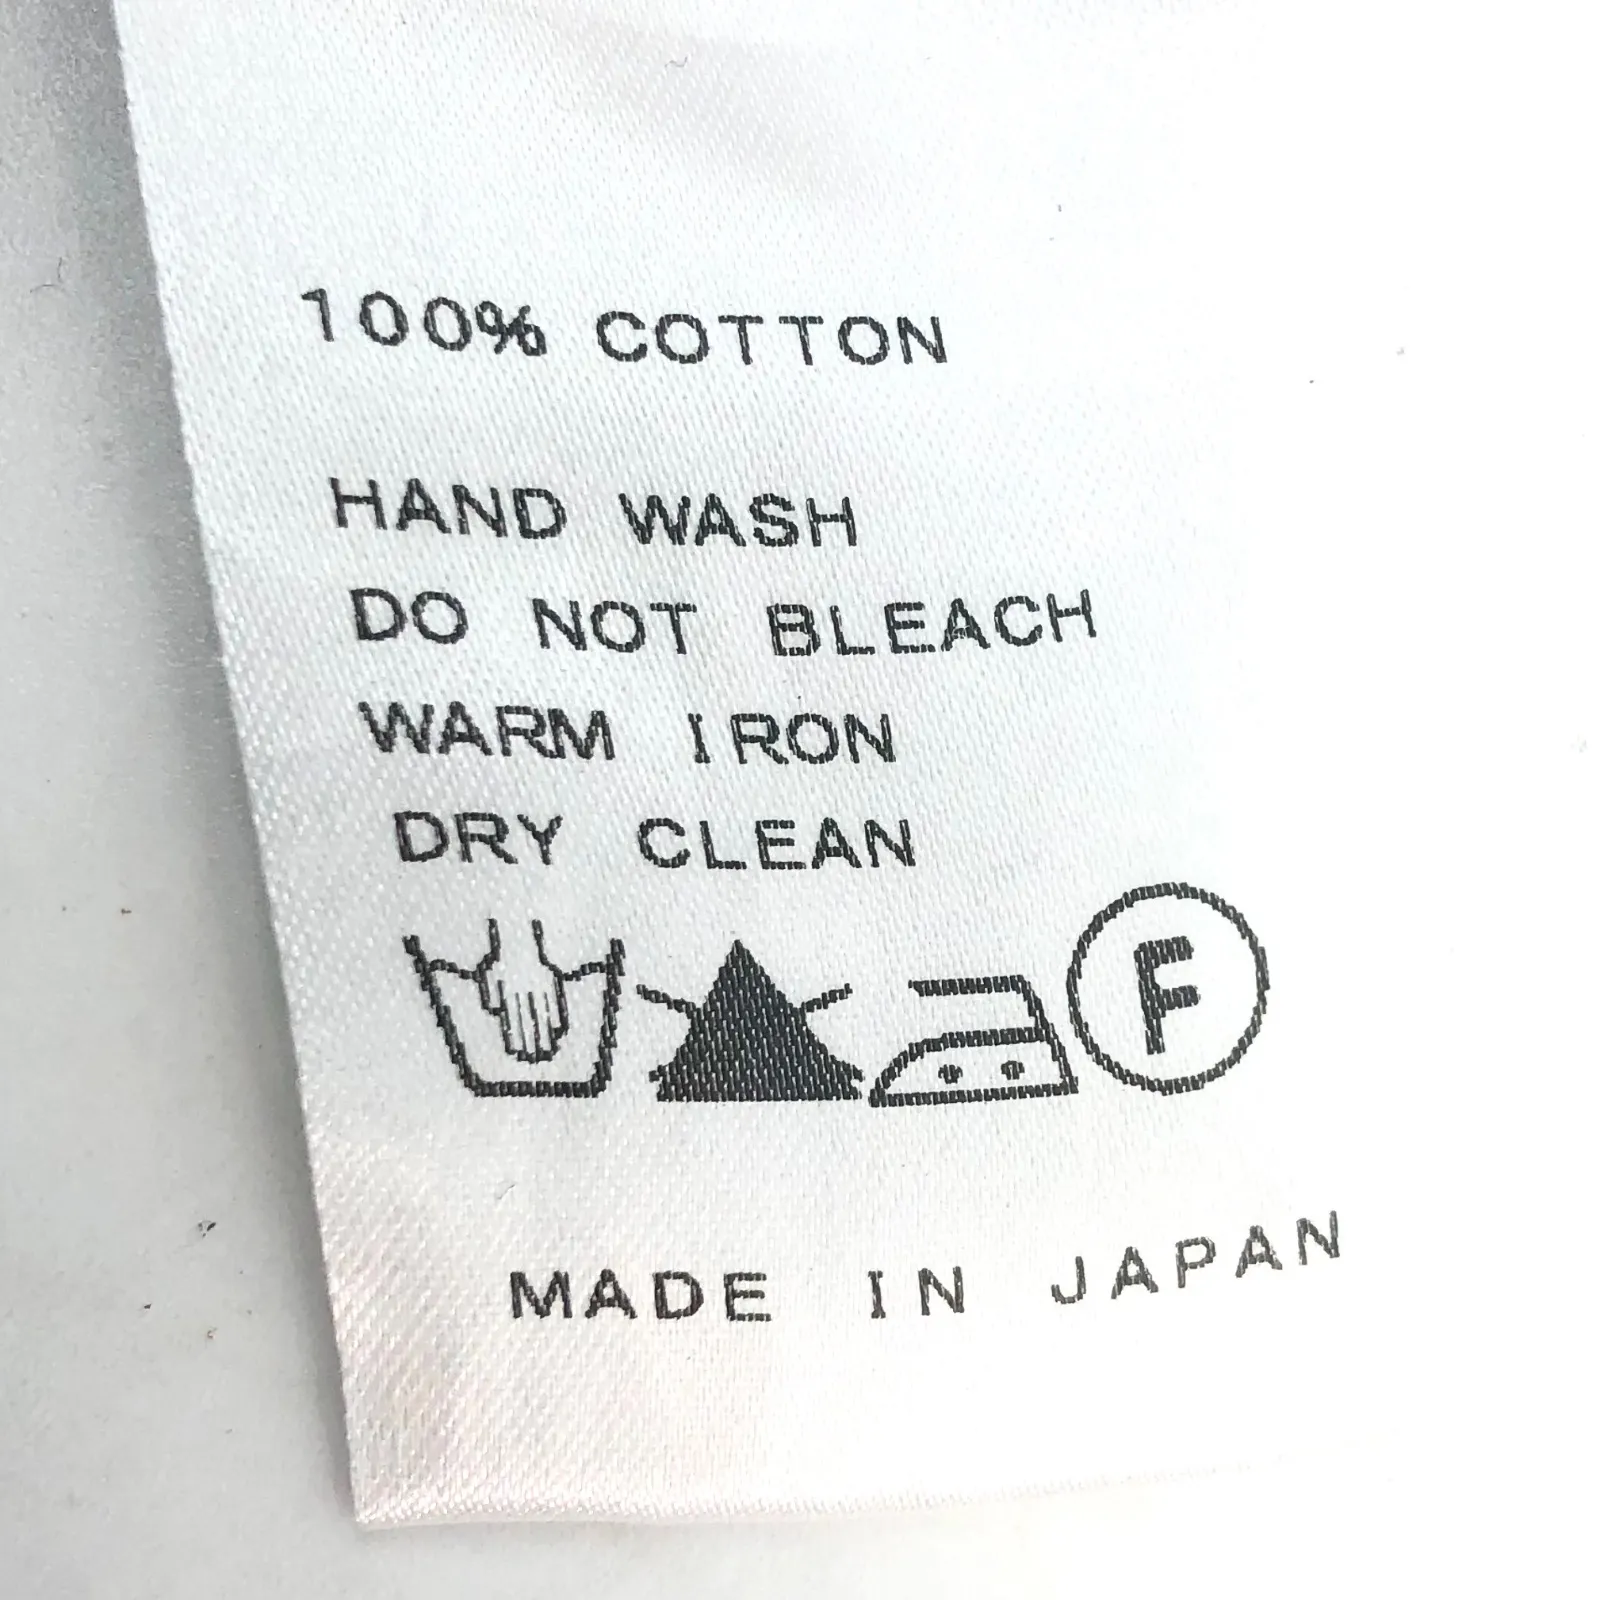 100% COTTON
HAND WASH
DO NOT BLEACH
WARM IRON
DRY CLEAN
F
MADE IN JAPAN